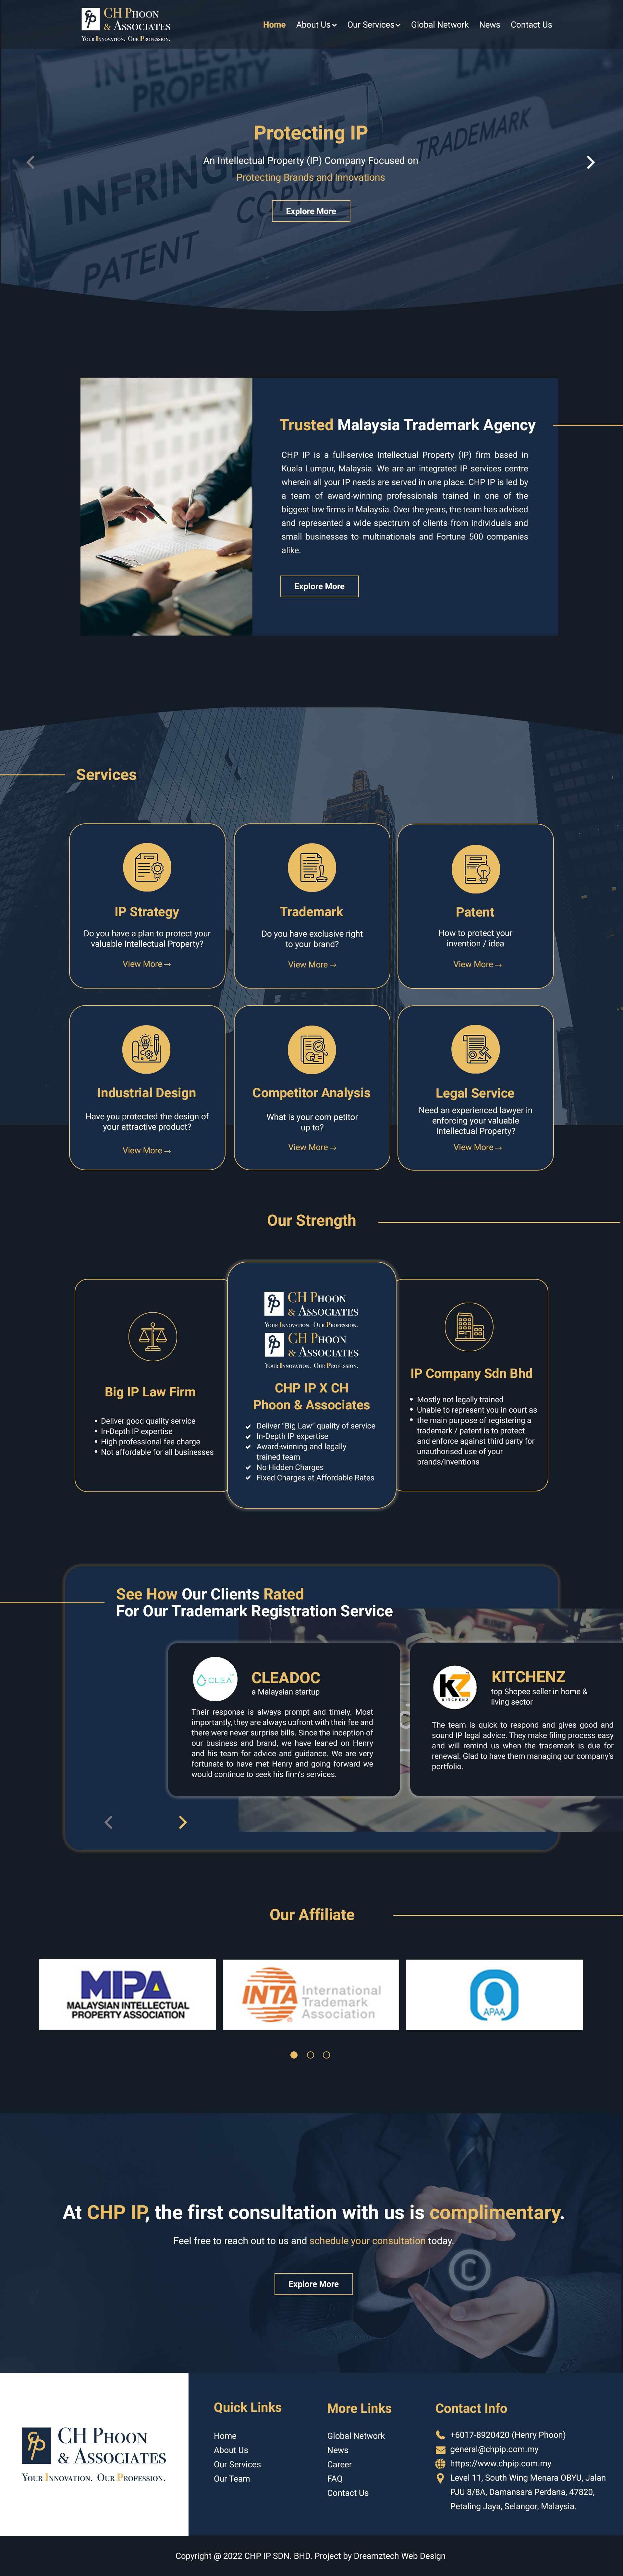 CH PHOON
& ASSOCIATES
YOUR INNOVATION. OUR PROFESSION.
Home About Us Our Services Global Network News Contact Us
INTELLECTUAL
PROPERTY
LAW
INFRINGEMENT
COPYRIGHT
TRADEMARK
PATENT
Protecting IP
An Intellectual Property (IP) Company Focused on
Protecting Brands and Innovations
Explore More
Trusted Malaysia Trademark Agency
CHP IP is a full-service Intellectual Property (IP) firm based in
Kuala Lumpur, Malaysia. We are an integrated IP services centre
wherein all your IP needs are served in one place. CHP IP is led by
a team of award-winning professionals trained in one of the
biggest law firms in Malaysia. Over the years, the team has advised
and represented a wide spectrum of clients from individuals and
small businesses to multinationals and Fortune 500 companies
alike.
Explore More
Services
IP Strategy
Do you have a plan to protect your
valuable Intellectual Property?
View More →
Trademark
Do you have exclusive right
to your brand?
View More →
Patent
How to protect your
invention / idea
View More →
Industrial Design
Have you protected the design of
your attractive product?
View More →
Competitor Analysis
What is your com petitor
up to?
View More →
Legal Service
Need an experienced lawyer in
enforcing your valuable
Intellectual Property?
View More →
Our Strength
Big IP Law Firm
• Deliver good quality service
• In-Depth IP expertise
• High professional fee charge
• Not affordable for all businesses
CH PHOON
& ASSOCIATES
YOUR INNOVATION. OUR PROFESSION.
CH PHOON
& ASSOCIATES
YOUR INNOVATION. OUR PROFESSION.
CHP IP X CH
Phoon & Associates
Deliver “Big Law” quality of service
In-Depth IP expertise
Award-winning and legally
trained team
No Hidden Charges
Fixed Charges at Affordable Rates
IP Company Sdn Bhd
• Mostly not legally trained
• Unable to represent you in court as
• the main purpose of registering a
trademark / patent is to protect
and enforce against third party for
unauthorised use of your
brands/inventions
See How Our Clients Rated
For Our Trademark Registration Service
CLEA
CLEADOC
a Malaysian startup
Their response is always prompt and timely. Most
importantly, they are always upfront with their fee and
there were never surprise bills. Since the inception of
our business and brand, we have leaned on Henry
and his team for advice and guidance. We are very
fortunate to have met Henry and going forward we
would continue to seek his firm’s services.
KZ
KITCHENZ
KITCHENZ
top Shopee seller in home &
living sector
The team is quick to respond and gives good and
sound IP legal advice. They make filing process easy
and will remind us when the trademark is due for
renewal. Glad to have them managing our company’s
portfolio.
Our Affiliate
MIPA
MALAYSIAN INTELLECTUAL
PROPERTY ASSOCIATION
INTA
International
Trademark
Association
APAA
At CHP IP, the first consultation with us is complimentary.
Feel free to reach out to us and schedule your consultation today.
Explore More
©
CH PHOON
& ASSOCIATES
YOUR INNOVATION. OUR PROFESSION.
Quick Links
Home
About Us
Our Services
Our Team
More Links
Global Network
News
Career
FAQ
Contact Us
Contact Info
+6017-8920420 (Henry Phoon)
general@chpip.com.my
https://www.chpip.com.my
Level 11, South Wing Menara OBYU, Jalan
PJU 8/8A, Damansara Perdana, 47820,
Petaling Jaya, Selangor, Malaysia.
Copyright @ 2022 CHP IP SDN. BHD. Project by Dreamztech Web Design